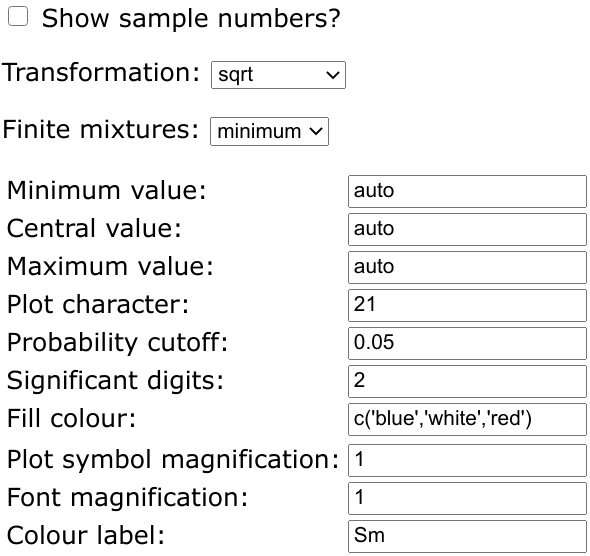 Show sample numbers?
Transformation: sqrt
Finite mixtures: minimum
Minimum value: auto
Central value: auto
Maximum value: auto
Plot character: 21
Probability cutoff: 0.05
Significant digits: 2
Fill colour: c('blue','white','red')
Plot symbol magnification: 1
Font magnification: 1
Colour label: Sm